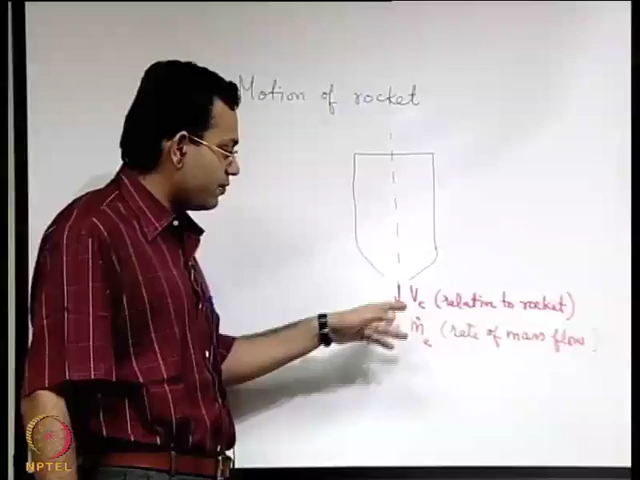 Motion of rocket
Ve (relative to rocket)
ṁe (rate of mass flow)
NPTEL